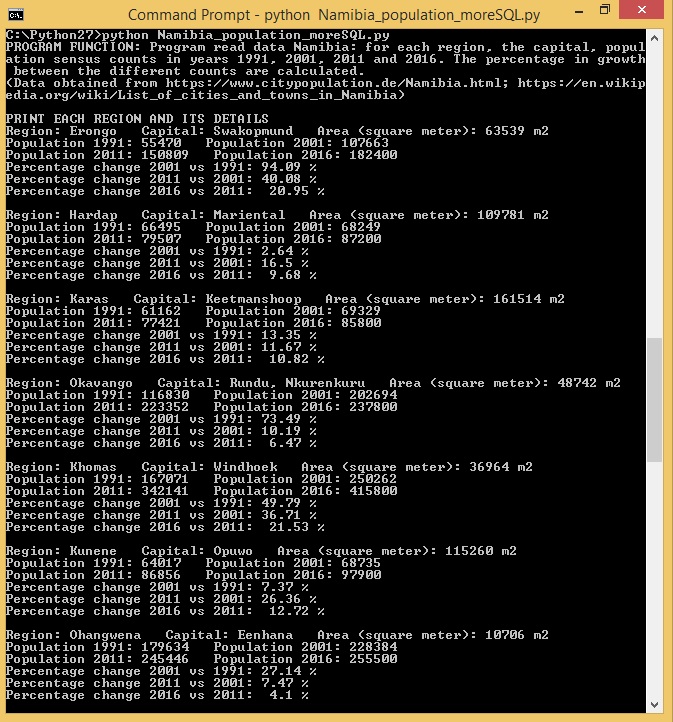 Command Prompt - python Namibia_population_moreSQL.py
C:\Python27>python Namibia_population_moreSQL.py
PROGRAM FUNCTION: Program read data Namibia: for each region, the capital, popul
ation sensus counts in years 1991, 2001, 2011 and 2016. The percentage in growth
 between the different counts are calculated.
(Data obtained from https://www.citypopulation.de/Namibia.html; https://en.wikip
edia.org/wiki/List_of_cities_and_towns_in_Namibia)
PRINT EACH REGION AND ITS DETAILS
Region: Erongo   Capital: Swakopmund   Area (square meter): 63539 m2
Population 1991: 55470   Population 2001: 107663
Population 2011: 150809   Population 2016: 182400
Percentage change 2001 vs 1991: 94.09 %
Percentage change 2011 vs 2001: 40.08 %
Percentage change 2016 vs 2011:  20.95 %
Region: Hardap   Capital: Mariental   Area (square meter): 109781 m2
Population 1991: 66495   Population 2001: 68249
Population 2011: 79507   Population 2016: 87200
Percentage change 2001 vs 1991: 2.64 %
Percentage change 2011 vs 2001: 16.5 %
Percentage change 2016 vs 2011:  9.68 %
Region: Karas   Capital: Keetmanshoop   Area (square meter): 161514 m2
Population 1991: 61162   Population 2001: 69329
Population 2011: 77421   Population 2016: 85800
Percentage change 2001 vs 1991: 13.35 %
Percentage change 2011 vs 2001: 11.67 %
Percentage change 2016 vs 2011:  10.82 %
Region: Okavango   Capital: Rundu, Nkurenkuru   Area (square meter): 48742 m2
Population 1991: 116830   Population 2001: 202694
Population 2011: 223352   Population 2016: 237800
Percentage change 2001 vs 1991: 73.49 %
Percentage change 2011 vs 2001: 10.19 %
Percentage change 2016 vs 2011:  6.47 %
Region: Khomas   Capital: Windhoek   Area (square meter): 36964 m2
Population 1991: 167071   Population 2001: 250262
Population 2011: 342141   Population 2016: 415800
Percentage change 2001 vs 1991: 49.79 %
Percentage change 2011 vs 2001: 36.71 %
Percentage change 2016 vs 2011:  21.53 %
Region: Kunene   Capital: Opuwo   Area (square meter): 115260 m2
Population 1991: 64017   Population 2001: 68735
Population 2011: 86856   Population 2016: 97900
Percentage change 2001 vs 1991: 7.37 %
Percentage change 2011 vs 2001: 26.36 %
Percentage change 2016 vs 2011:  12.72 %
Region: Ohangwena   Capital: Eenhana   Area (square meter): 10706 m2
Population 1991: 179634   Population 2001: 228384
Population 2011: 245446   Population 2016: 255500
Percentage change 2001 vs 1991: 27.14 %
Percentage change 2011 vs 2001: 7.47 %
Percentage change 2016 vs 2011:  4.1 %